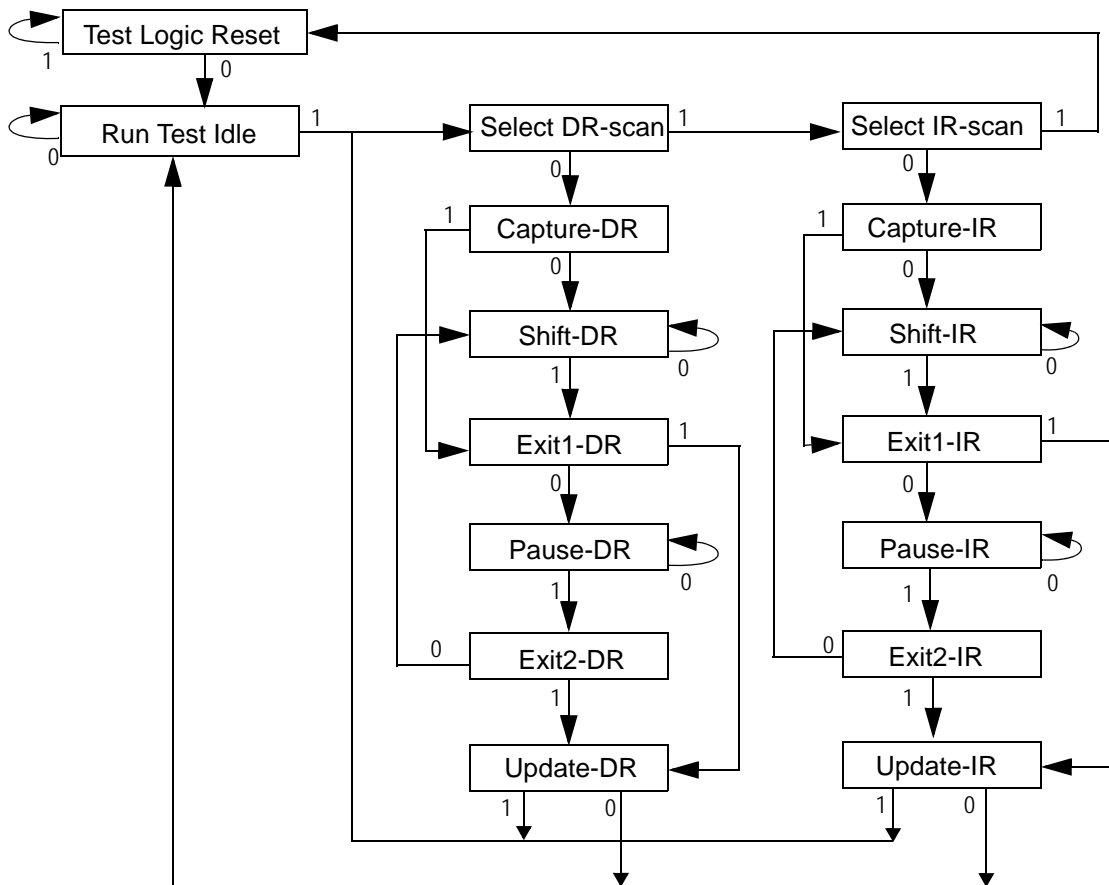 Test Logic Reset
1
0
Run Test Idle
0
1
Select DR-scan
1
Select IR-scan
1
0
0
1
Capture-DR
1
Capture-IR
0
0
Shift-DR
0
Shift-IR
0
1
1
Exit1-DR
1
Exit1-IR
1
0
0
Pause-DR
0
Pause-IR
0
1
1
0
Exit2-DR
0
Exit2-IR
1
1
Update-DR
Update-IR
1
0
1
0